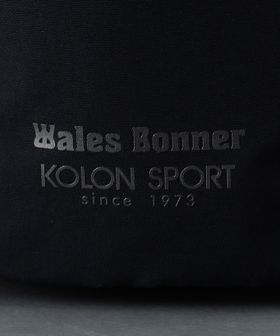 Wales Bonner
KOLON SPORT
since 1973